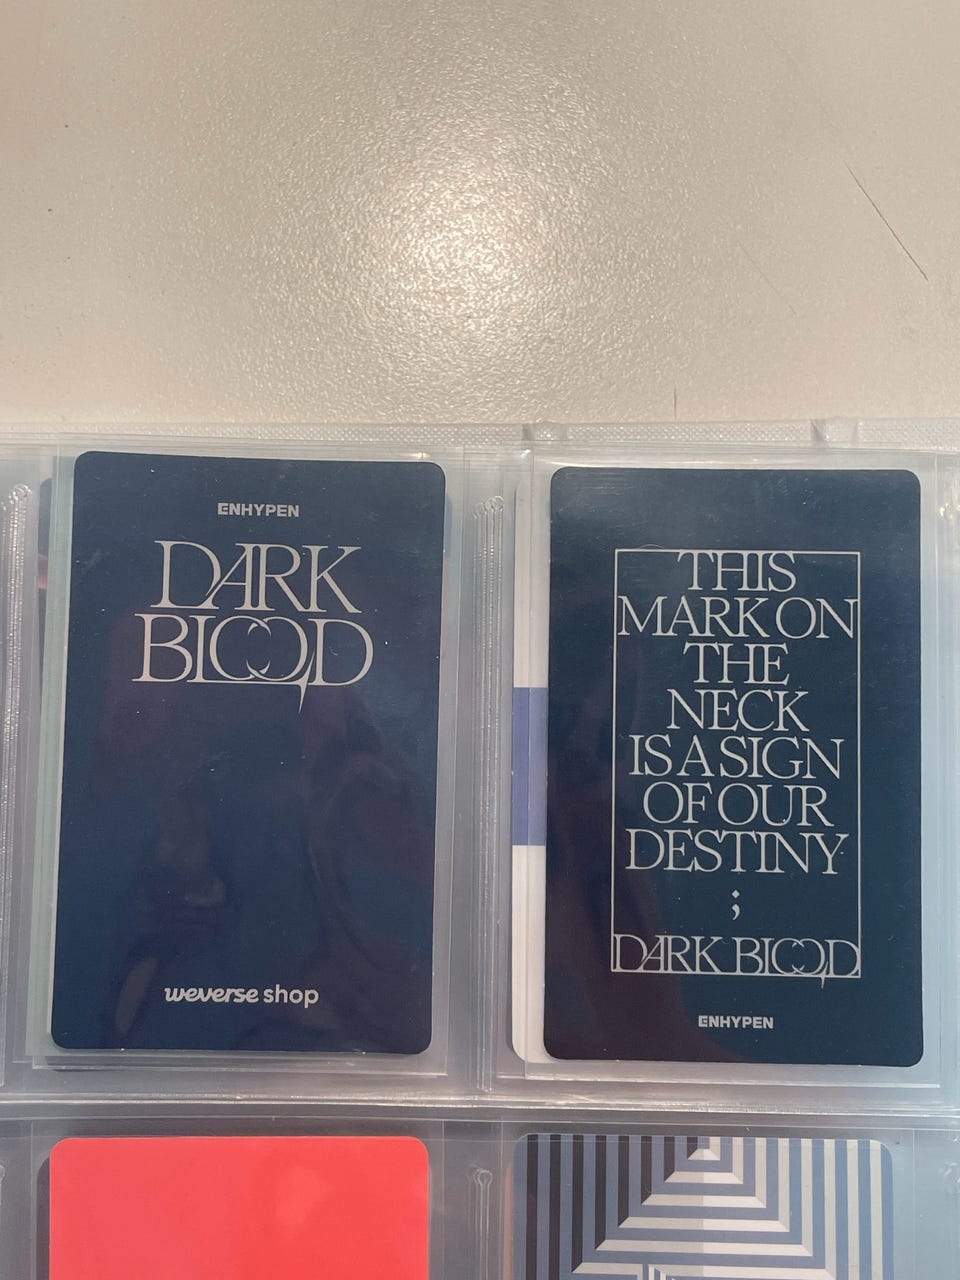 ENHYPEN
DARK
BLOOD
weverse shop
THIS
MARK ON
THE
NECK
IS A SIGN
OF OUR
DESTINY
;
DARK BLOOD
ENHYPEN